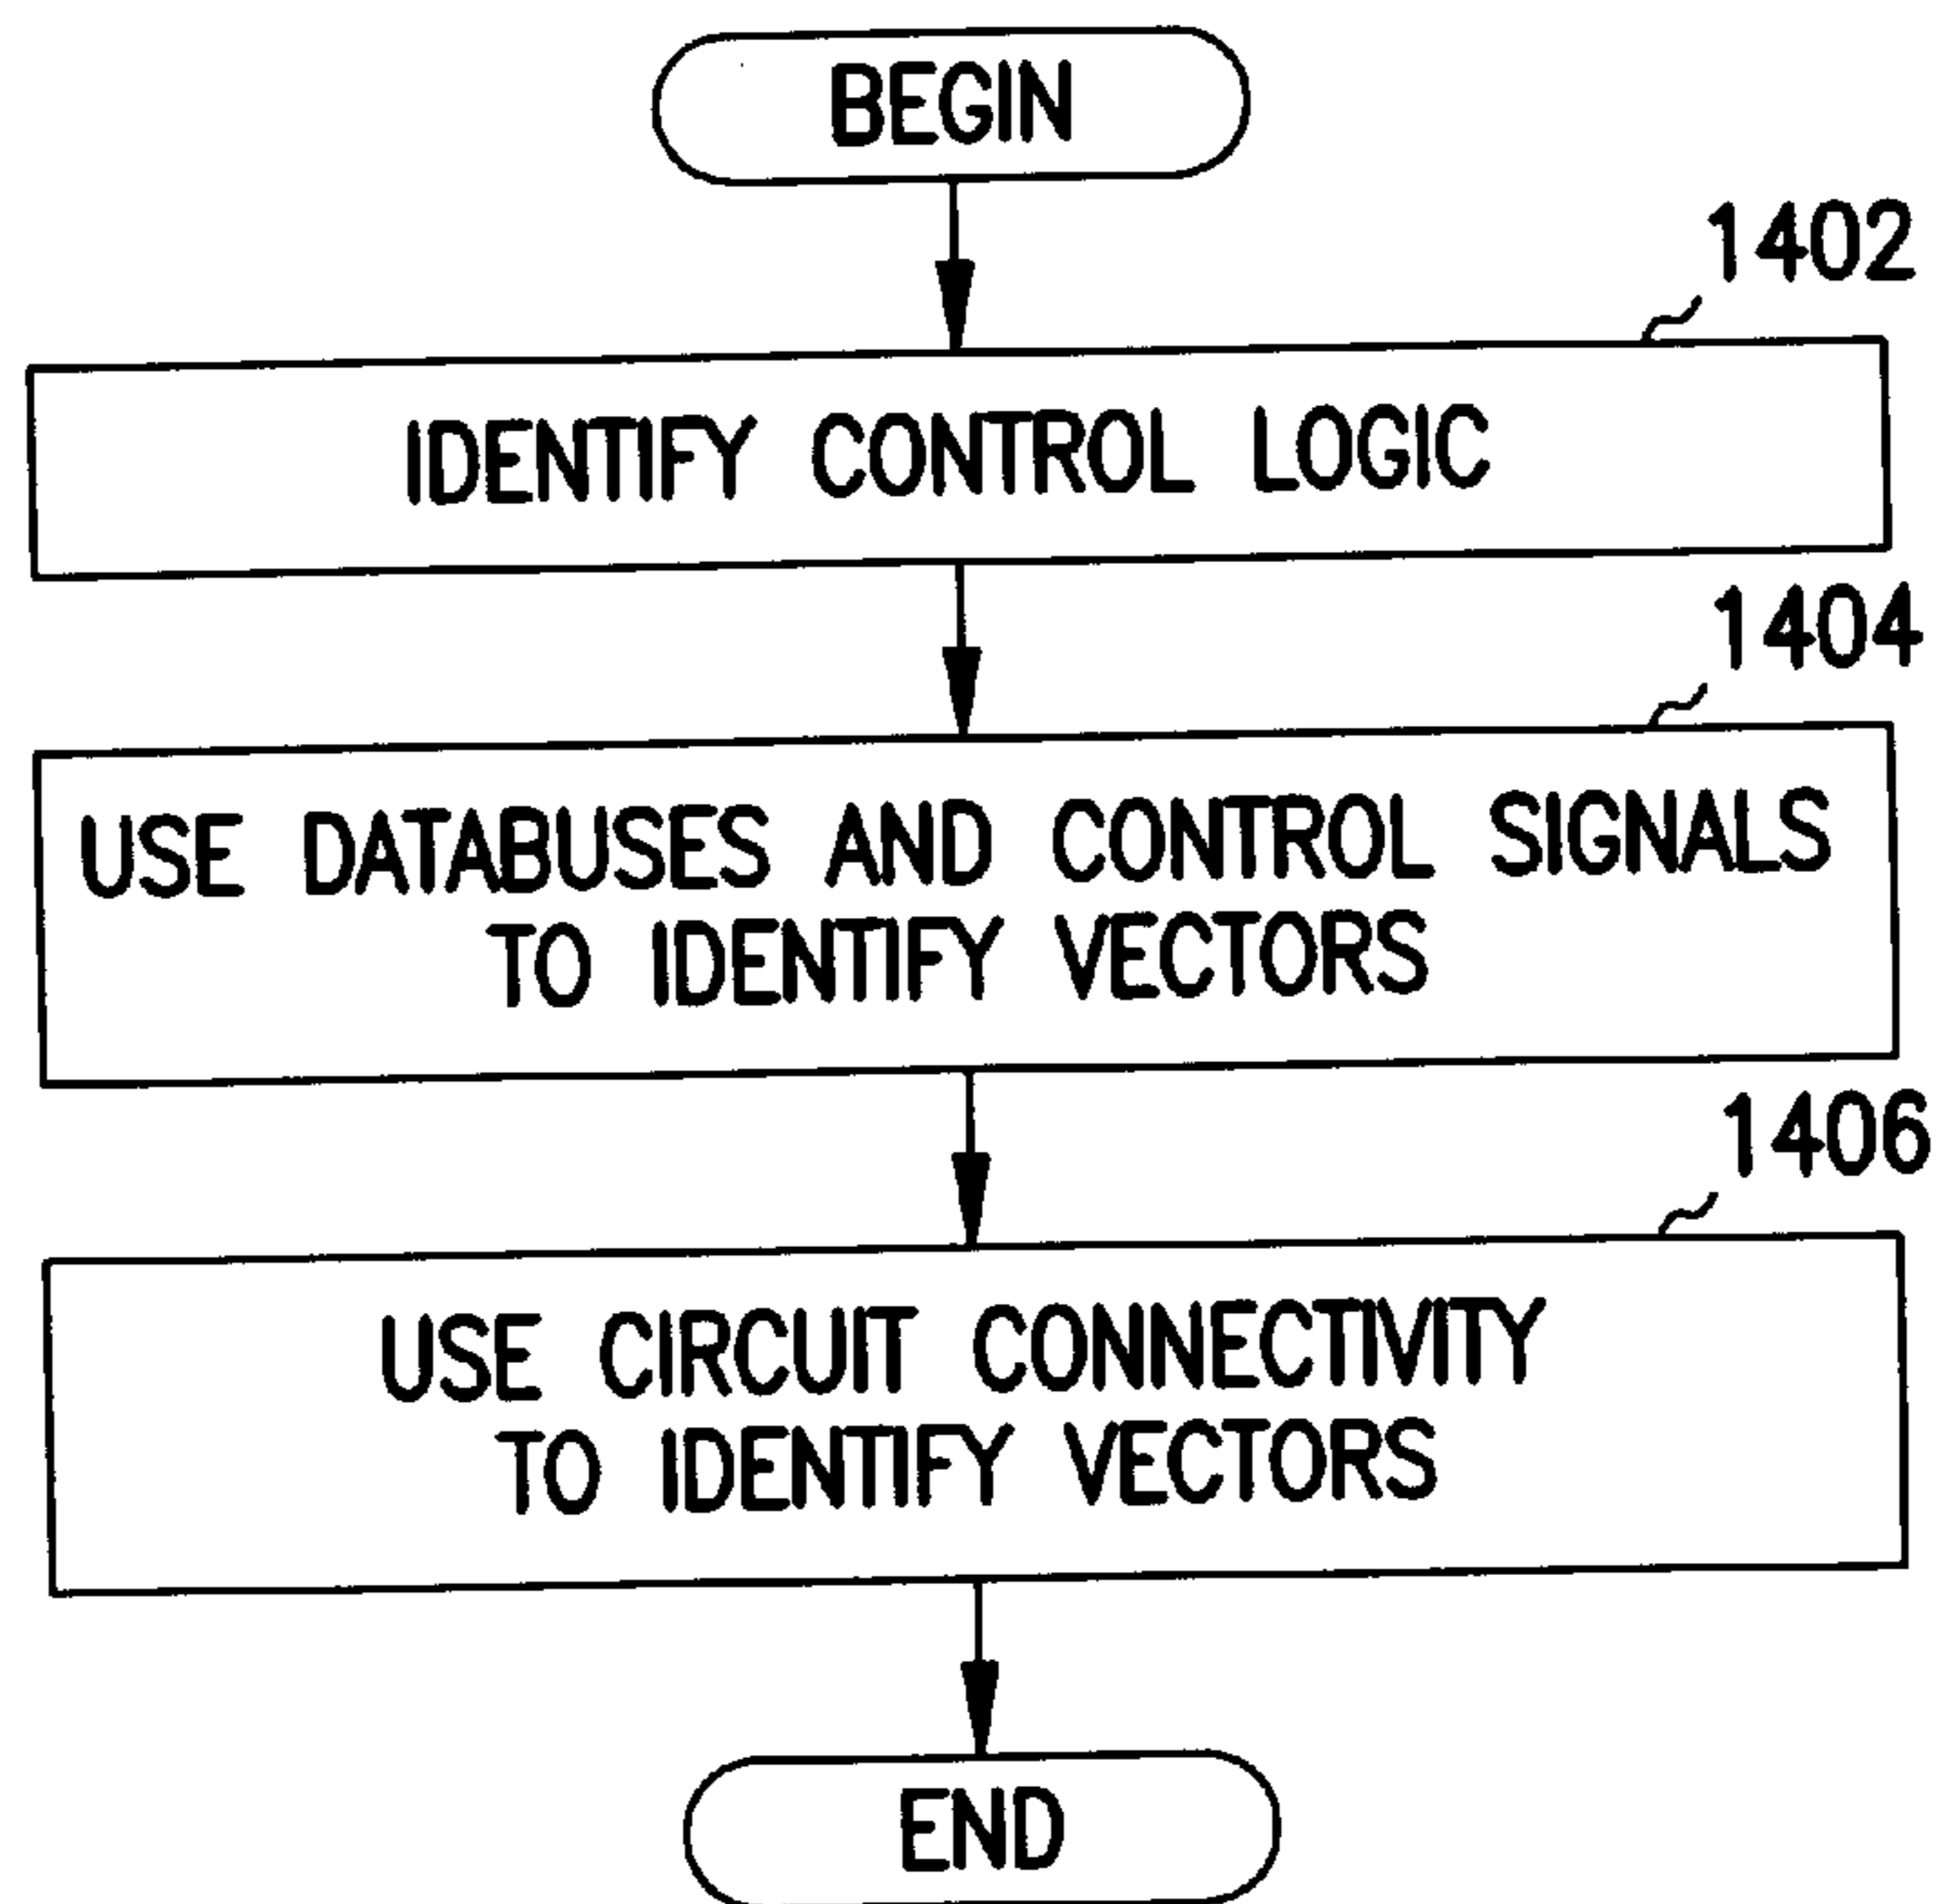 BEGIN
1402
IDENTIFY CONTROL LOGIC
1404
USE DATABUSES AND CONTROL SIGNALS
TO IDENTIFY VECTORS
1406
USE CIRCUIT CONNECTIVITY
TO IDENTIFY VECTORS
END